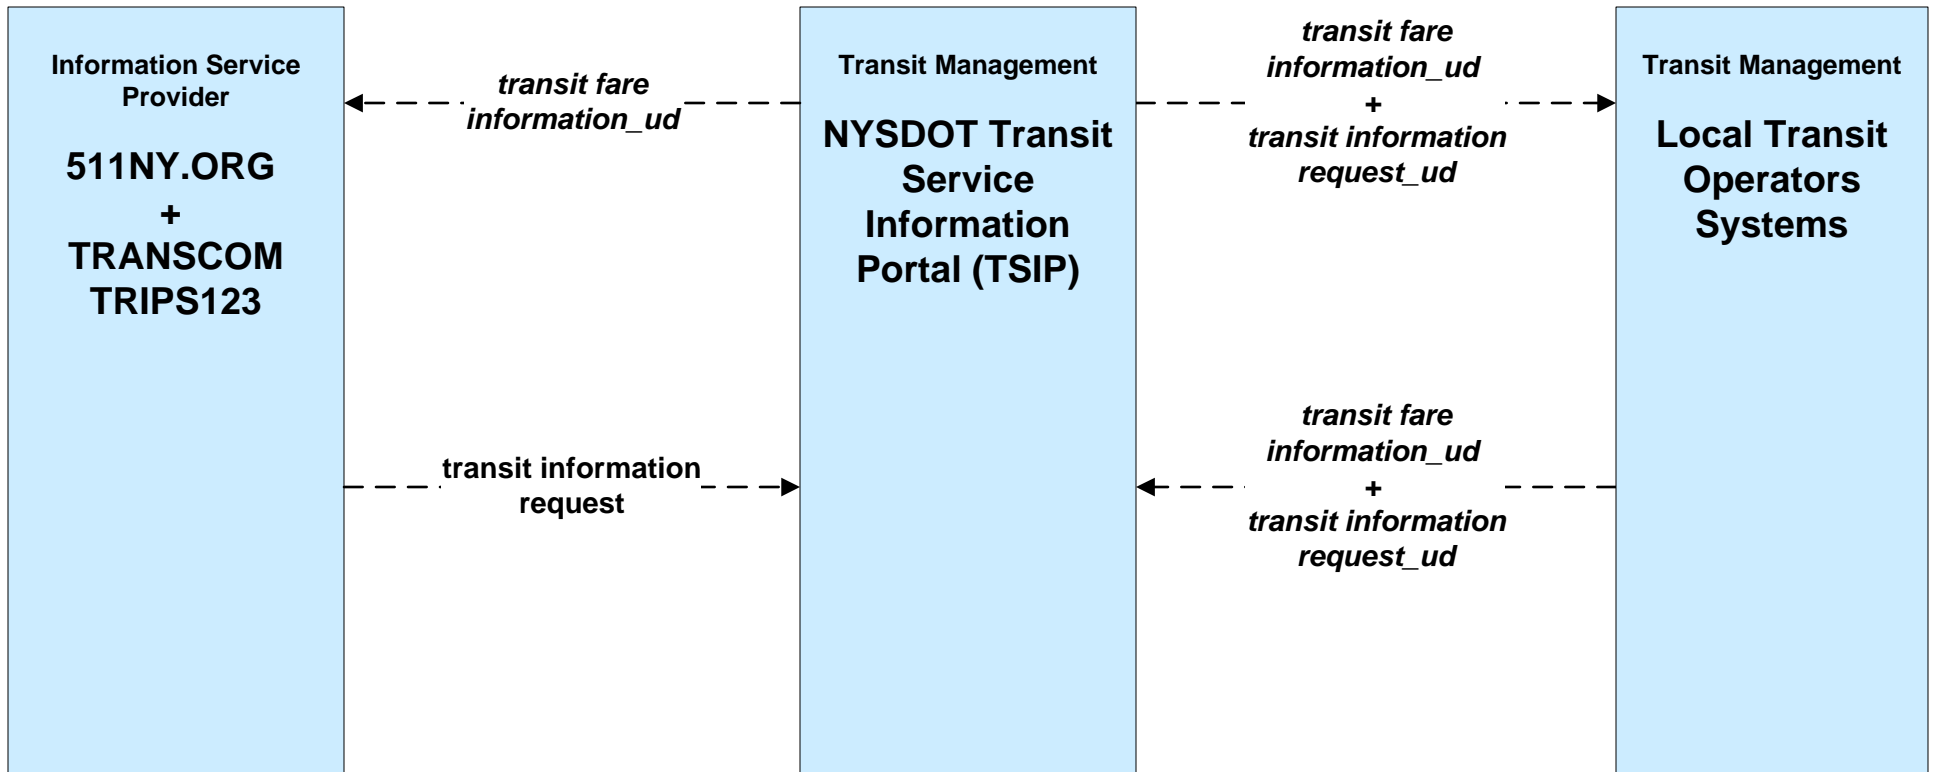 Information Service
Provider
511NY.ORG
+
TRANSCOM
TRIPS123
transit fare
information_ud
transit information
request
Transit Management
NYSDOT Transit
Service
Information
Portal (TSIP)
transit fare
information_ud
+
transit information
request_ud
transit fare
information_ud
+
transit information
request_ud
Transit Management
Local Transit
Operators
Systems